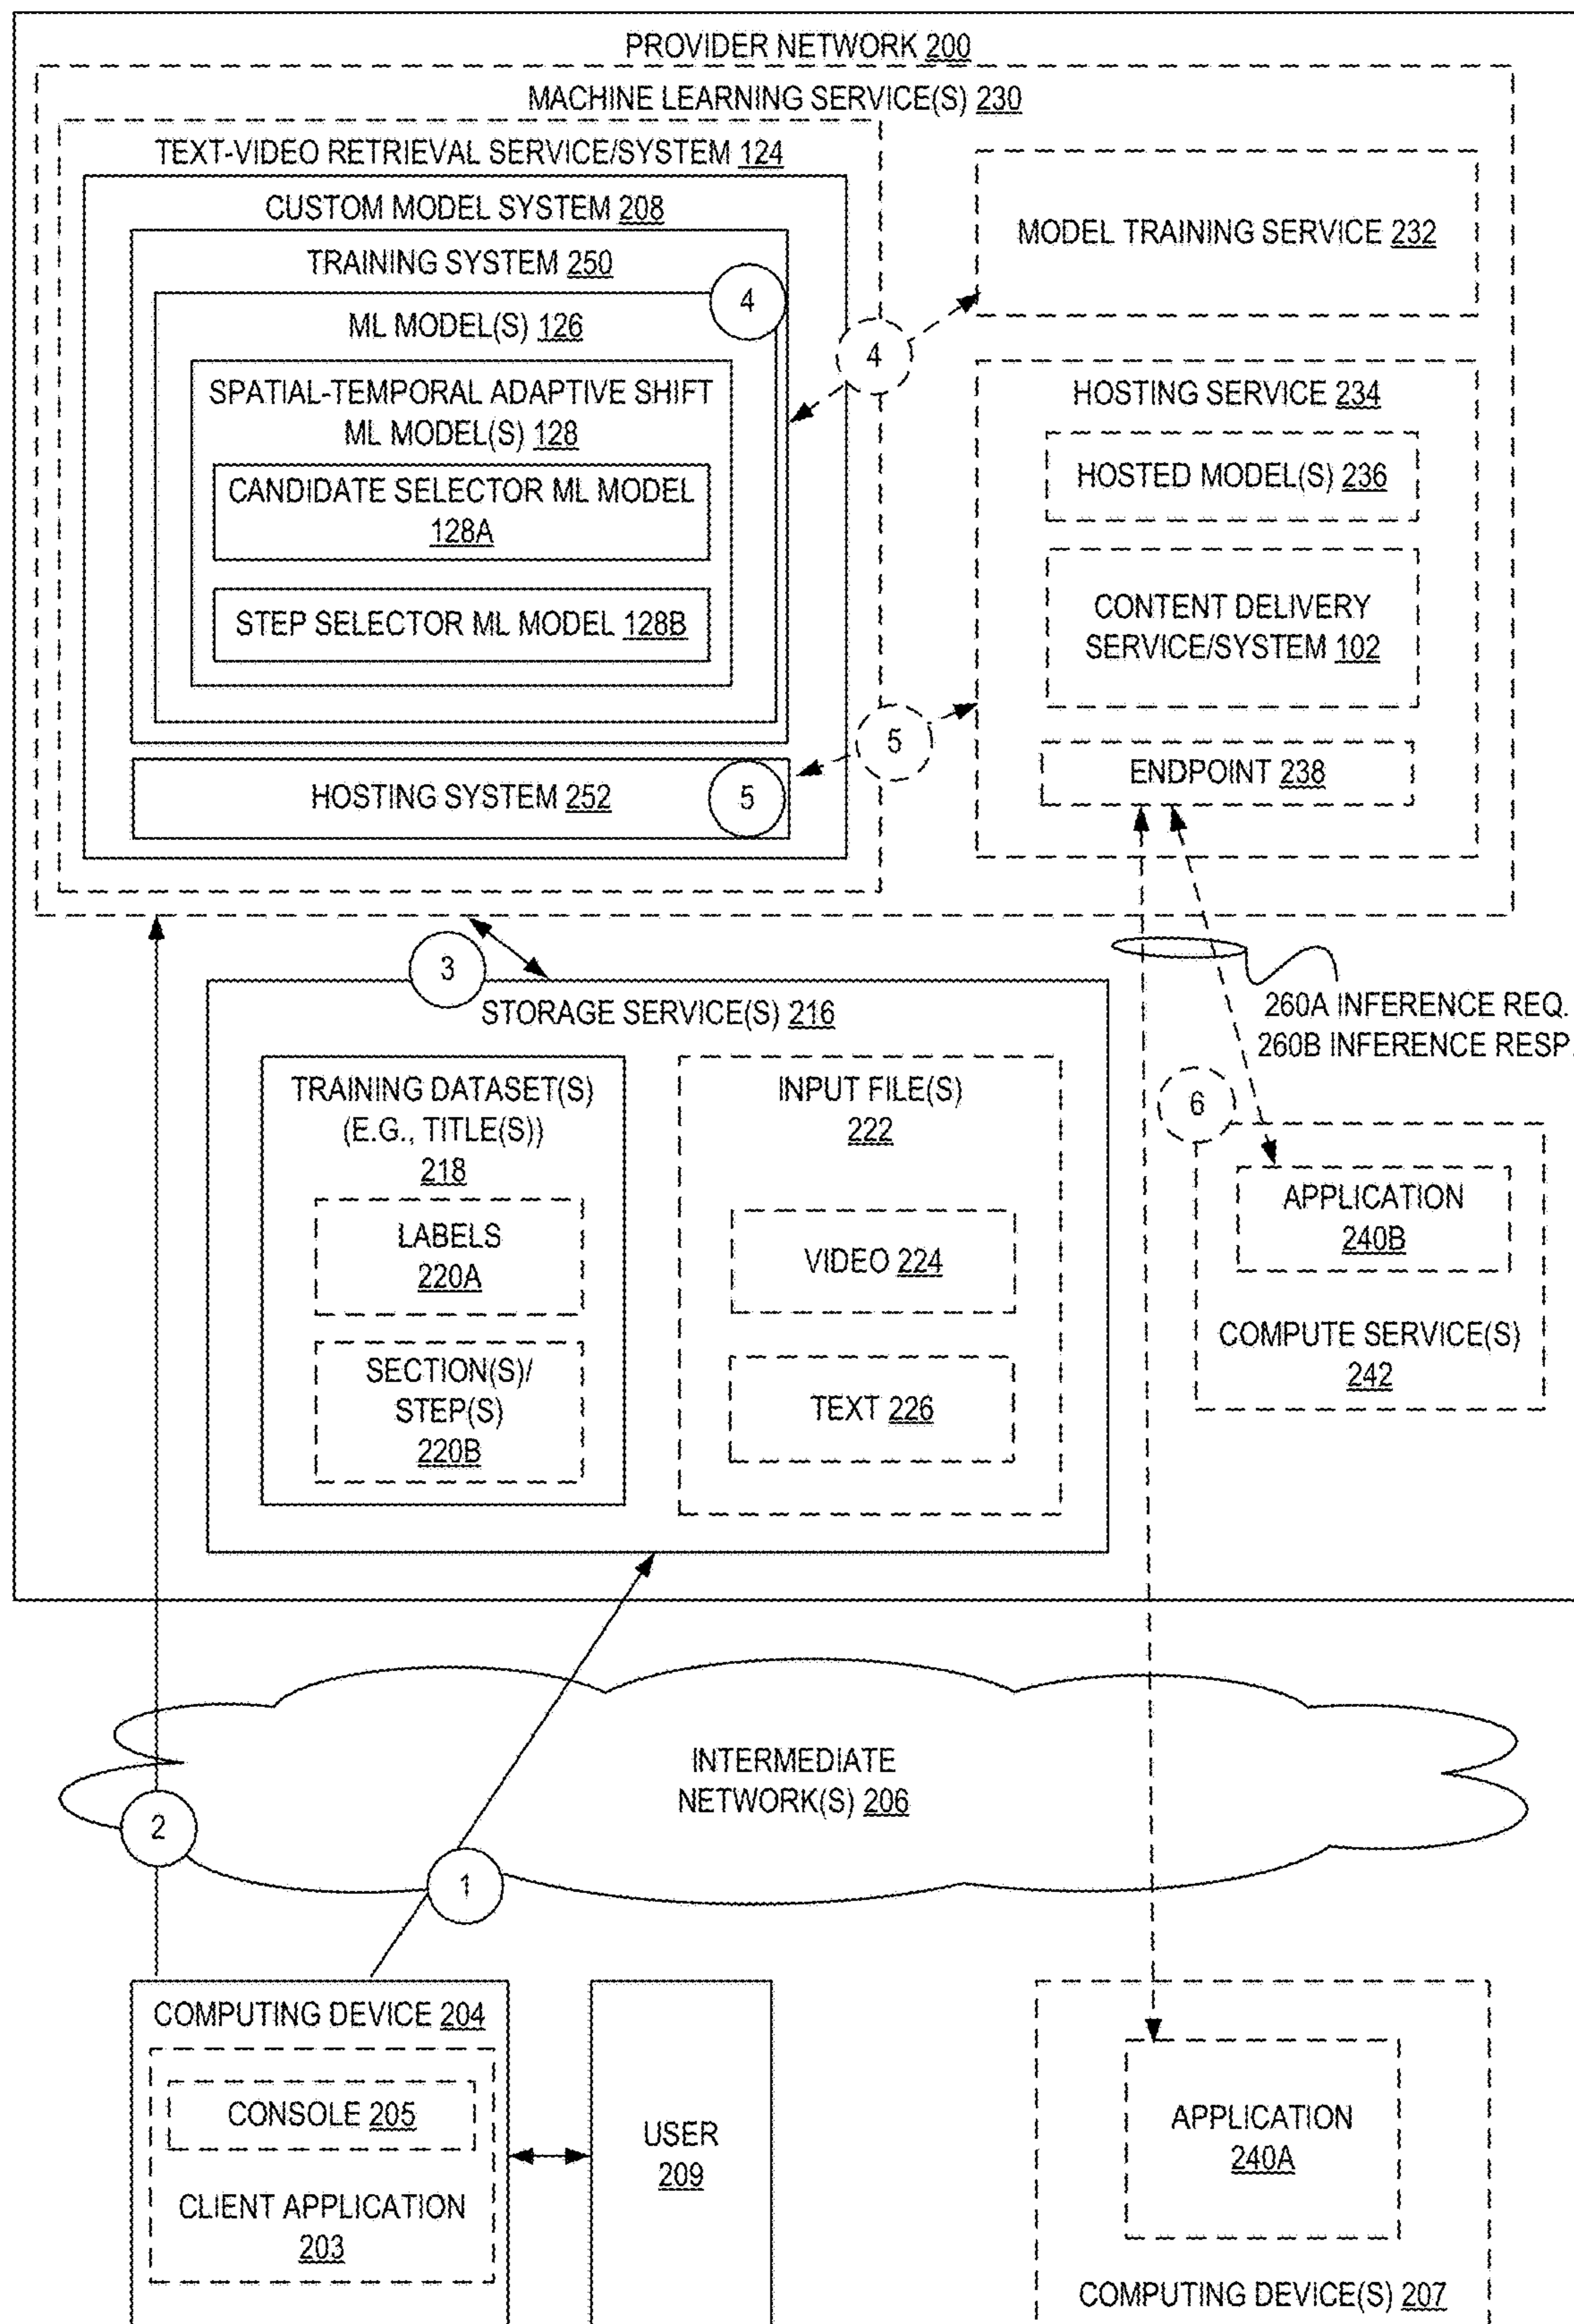 PROVIDER NETWORK 200
MACHINE LEARNING SERVICE(S) 230
TEXT-VIDEO RETRIEVAL SERVICE/SYSTEM 124
CUSTOM MODEL SYSTEM 208
TRAINING SYSTEM 250
4
ML MODEL(S) 126
SPATIAL-TEMPORAL ADAPTIVE SHIFT
ML MODEL(S) 128
CANDIDATE SELECTOR ML MODEL
128A
STEP SELECTOR ML MODEL 128B
HOSTING SYSTEM 252
5
4
5
MODEL TRAINING SERVICE 232
HOSTING SERVICE 234
HOSTED MODEL(S) 236
CONTENT DELIVERY
SERVICE/SYSTEM 102
ENDPOINT 238
3
STORAGE SERVICE(S) 216
TRAINING DATASET(S)
(E.G., TITLE(S))
218
LABELS
220A
SECTION(S)/
STEP(S)
220B
INPUT FILE(S)
222
VIDEO 224
TEXT 226
260A INFERENCE REQ.
260B INFERENCE RESP.
6
APPLICATION
240B
COMPUTE SERVICE(S)
242
INTERMEDIATE
NETWORK(S) 206
2
1
COMPUTING DEVICE 204
CONSOLE 205
CLIENT APPLICATION
203
USER
209
APPLICATION
240A
COMPUTING DEVICE(S) 207